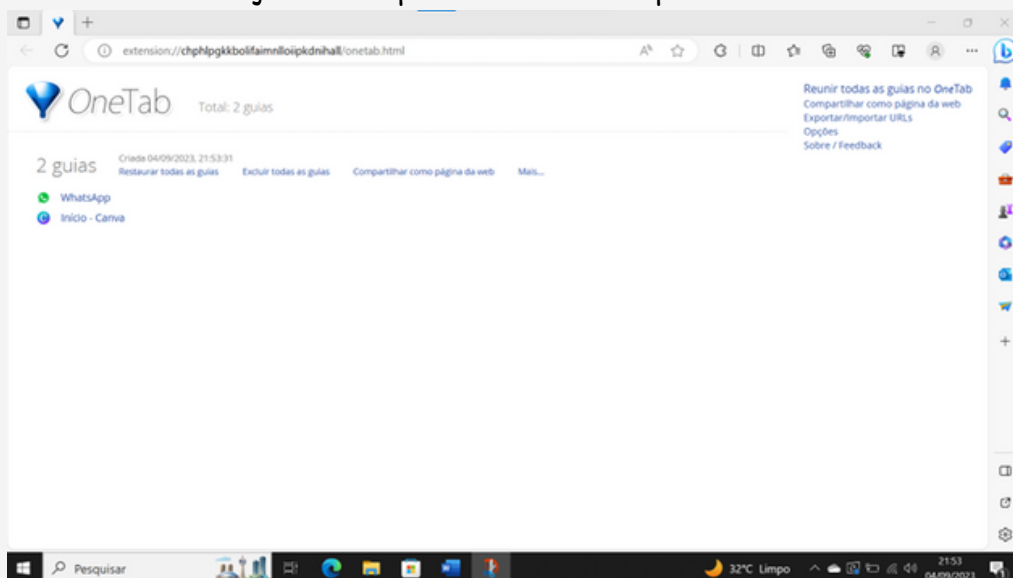 extension://chphlpgkkbolifaimnlloiipkdnihall/onetab.html
OneTab
Total: 2 guias
Reunir todas as guias no OneTab
Compartilhar como página da web
Exportar/Importar URLs
Opções
Sobre / Feedback
2 guias
Criada 04/09/2023, 21:53:31
Restaurar todas as guias Excluir todas as guias Compartilhar como página da web Mais...
WhatsApp
Início - Canva
Pesquisar
32°C Limpo
21:53
04/09/2023